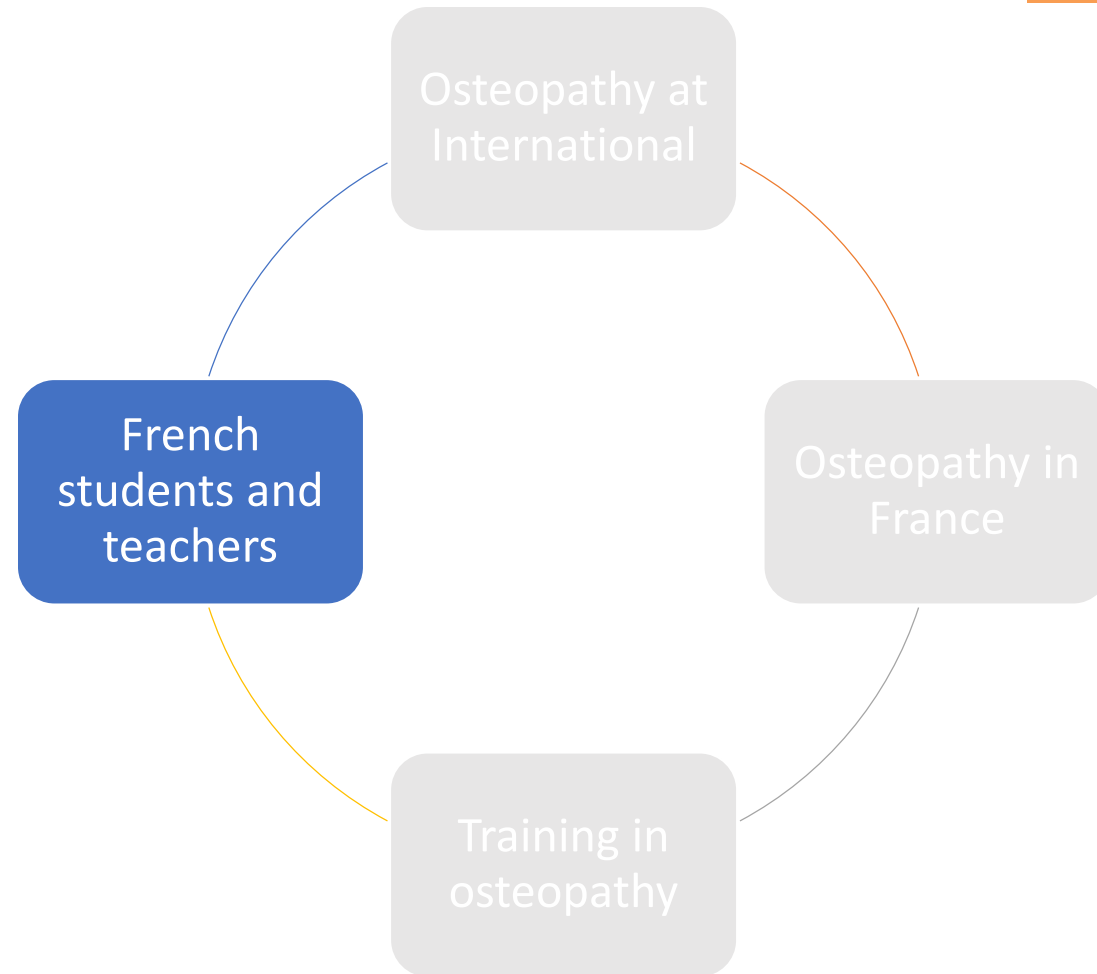 Osteopathy at
International
French
students and
teachers
Osteopathy in
France
Training in
osteopathy